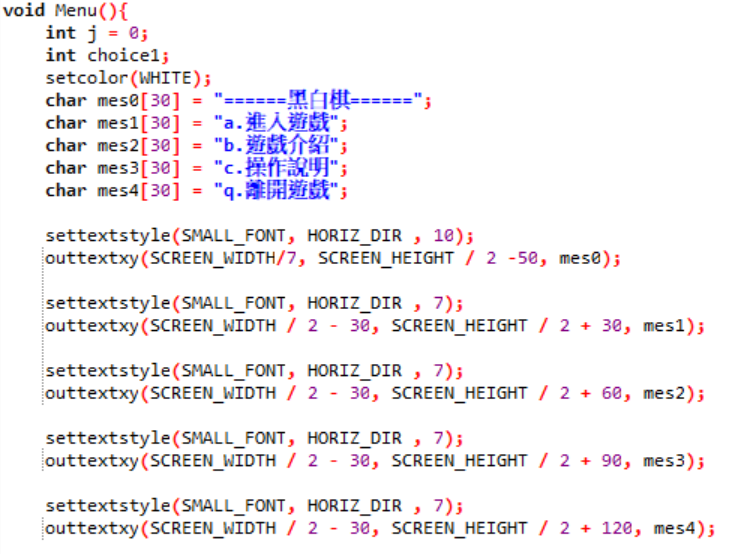 void Menu(){
    int j = 0;
    int choice1;
    setcolor(WHITE);
    char mes0[30] = "======黑白棋======";
    char mes1[30] = "a.進入遊戲";
    char mes2[30] = "b.遊戲介紹";
    char mes3[30] = "c.操作說明";
    char mes4[30] = "q.離開遊戲";
    settextstyle(SMALL_FONT, HORIZ_DIR , 10);
    outtextxy(SCREEN_WIDTH/7, SCREEN_HEIGHT / 2 -50, mes0);
    settextstyle(SMALL_FONT, HORIZ_DIR , 7);
    outtextxy(SCREEN_WIDTH / 2 - 30, SCREEN_HEIGHT / 2 + 30, mes1);
    settextstyle(SMALL_FONT, HORIZ_DIR , 7);
    outtextxy(SCREEN_WIDTH / 2 - 30, SCREEN_HEIGHT / 2 + 60, mes2);
    settextstyle(SMALL_FONT, HORIZ_DIR , 7);
    outtextxy(SCREEN_WIDTH / 2 - 30, SCREEN_HEIGHT / 2 + 90, mes3);
    settextstyle(SMALL_FONT, HORIZ_DIR , 7);
    outtextxy(SCREEN_WIDTH / 2 - 30, SCREEN_HEIGHT / 2 + 120, mes4);